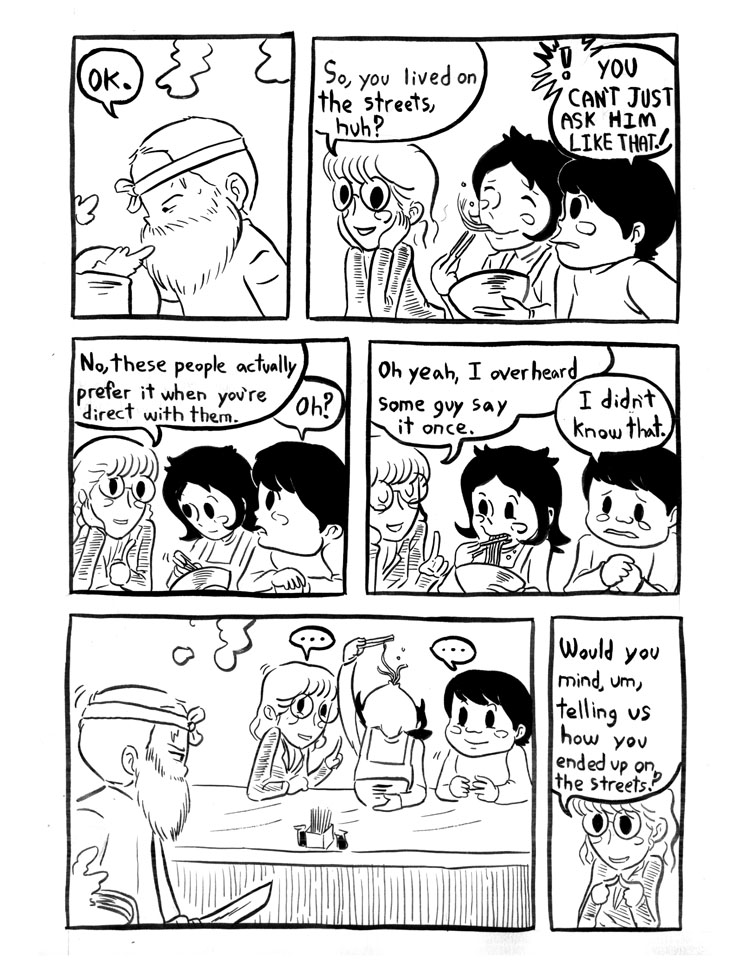 OK.
So, you lived on
the streets,
huh?
!
YOU
CAN'T JUST
ASK HIM
LIKE THAT!
No, these people actually
prefer it when you're
direct with them.
Oh?
Oh yeah, I overheard
some guy say
it once.
I didn't
know that.
...
...
Would you
mind, um,
telling us
how you
ended up on
the streets?